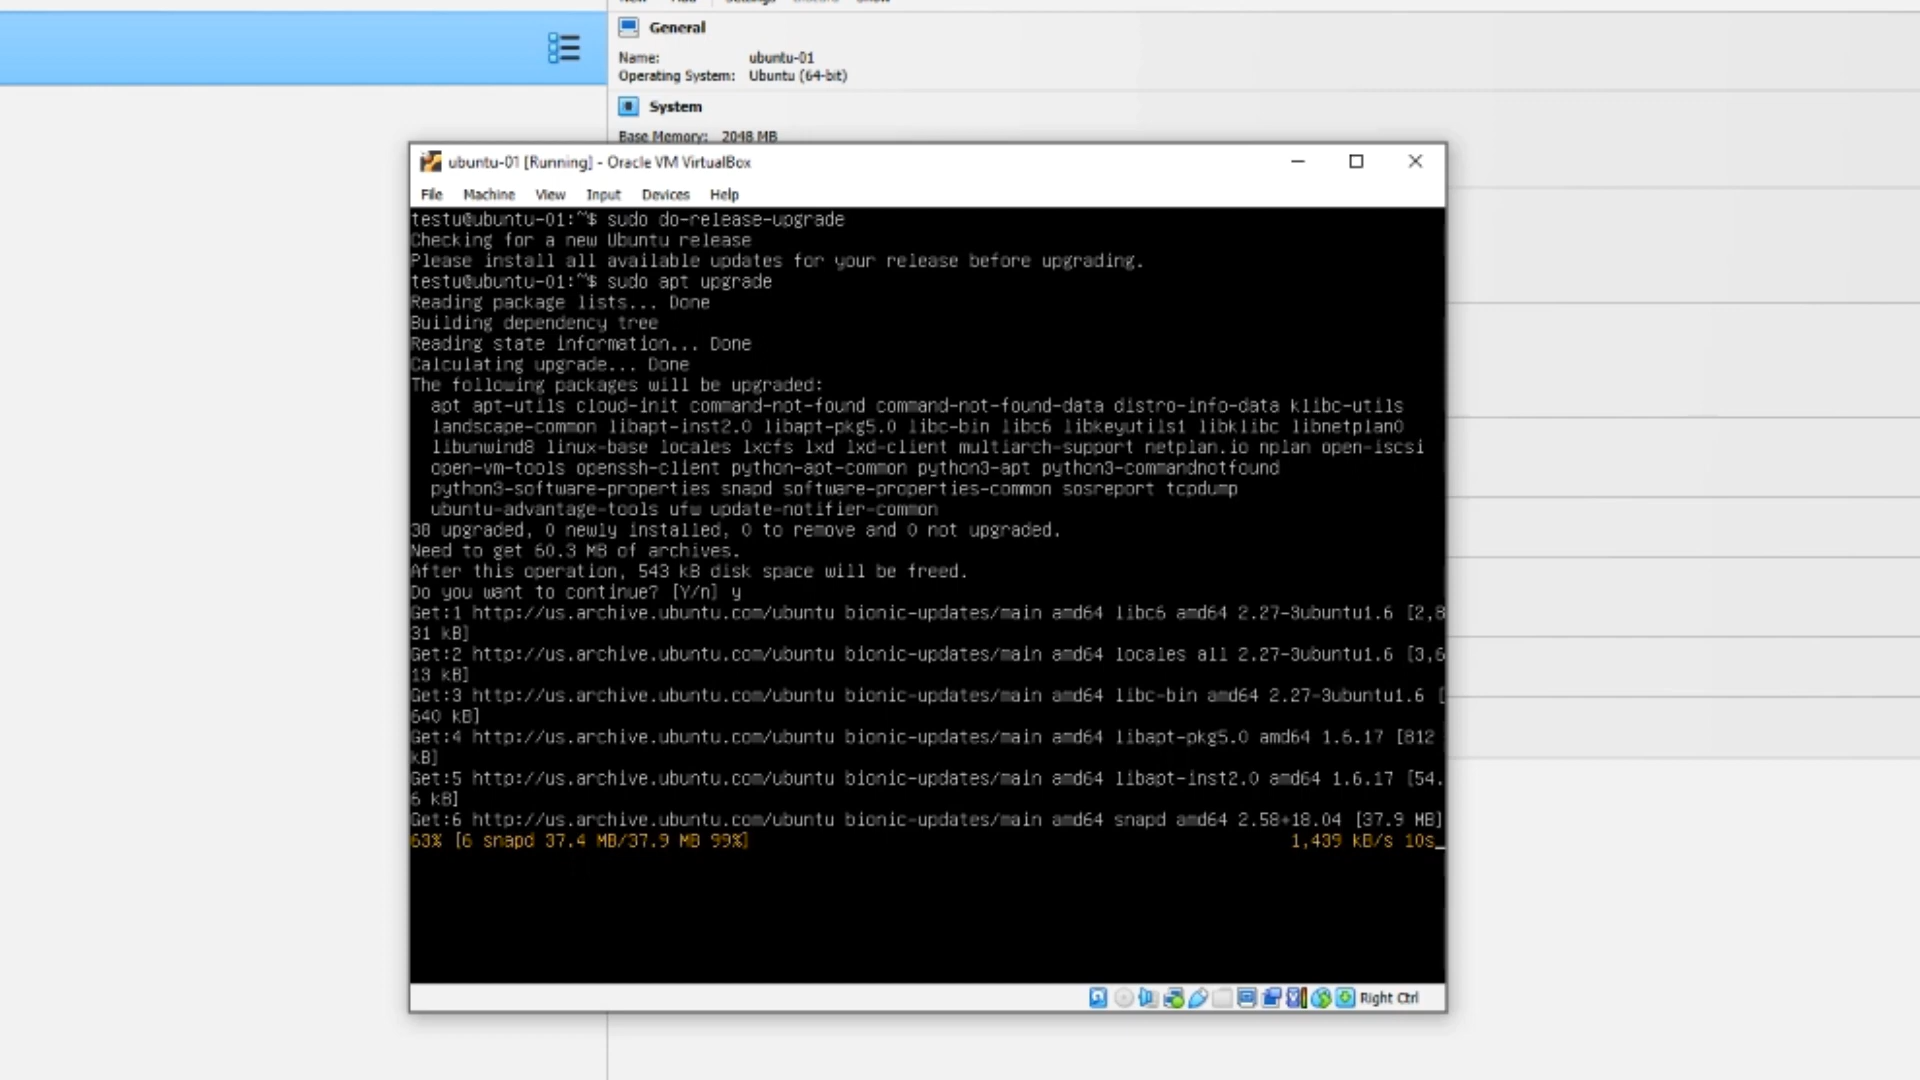 General
Name: ubuntu-01
Operating System: Ubuntu (64-bit)
System
Base Memory: 2048 MB
ubuntu-01 [Running] - Oracle VM VirtualBox
File Machine View Input Devices Help
testu@ubuntu-01:~$ sudo do-release-upgrade
Checking for a new Ubuntu release
Please install all available updates for your release before upgrading.
testu@ubuntu-01:~$ sudo apt upgrade
Reading package lists... Done
Building dependency tree
Reading state information... Done
Calculating upgrade... Done
The following packages will be upgraded:
apt apt-utils cloud-init command-not-found command-not-found-data distro-info-data klibc-utils
landscape-common libapt-inst2.0 libapt-pkg5.0 libc-bin libc6 libkeyutils1 libklibc libnetplan0
libunwind8 linux-base locales lxcfs lxd lxd-client multiarch-support netplan.io nplan open-iscsi
open-vm-tools openssh-client python-apt-common python3-apt python3-commandnotfound
python3-software-properties snapd software-properties-common sosreport tcpdump
ubuntu-advantage-tools ufw update-notifier-common
38 upgraded, 0 newly installed, 0 to remove and 0 not upgraded.
Need to get 60.3 MB of archives.
After this operation, 543 kB disk space will be freed.
Do you want to continue? [Y/n] y
Get:1 http://us.archive.ubuntu.com/ubuntu bionic-updates/main amd64 libc6 amd64 2.27-3ubuntu1.6 [2,8
31 kB]
Get:2 http://us.archive.ubuntu.com/ubuntu bionic-updates/main amd64 locales all 2.27-3ubuntu1.6 [3,6
13 kB]
Get:3 http://us.archive.ubuntu.com/ubuntu bionic-updates/main amd64 libc-bin amd64 2.27-3ubuntu1.6 [
640 kB]
Get:4 http://us.archive.ubuntu.com/ubuntu bionic-updates/main amd64 libapt-pkg5.0 amd64 1.6.17 [812
kB]
Get:5 http://us.archive.ubuntu.com/ubuntu bionic-updates/main amd64 libapt-inst2.0 amd64 1.6.17 [54.
6 kB]
Get:6 http://us.archive.ubuntu.com/ubuntu bionic-updates/main amd64 snapd amd64 2.58+18.04 [37.9 MB]
63% [6 snapd 37.4 MB/37.9 MB 99%] 1,439 kB/s 10s_
Right Ctrl